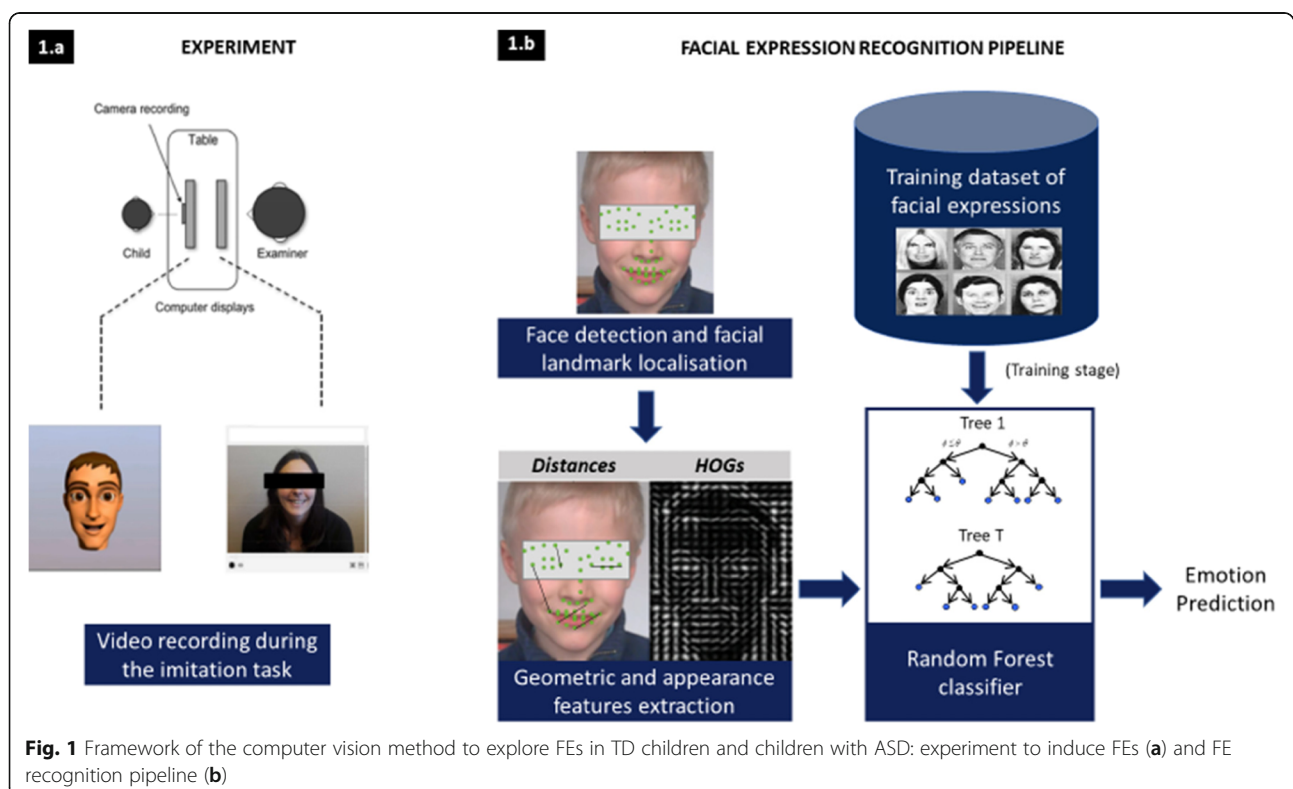 1.a
EXPERIMENT
Camera recording
Table
Child
Examiner
Computer displays
Video recording during
the imitation task
1.b
FACIAL EXPRESSION RECOGNITION PIPELINE
Face detection and facial
landmark localisation
Distances
HOGs
Geometric and appearance
features extraction
Training dataset of
facial expressions
(Training stage)
Tree 1
ϕ ≤ θ
ϕ > θ
Tree T
Random Forest
classifier
Emotion
Prediction
Fig. 1 Framework of the computer vision method to explore FEs in TD children and children with ASD: experiment to induce FEs (a) and FE
recognition pipeline (b)